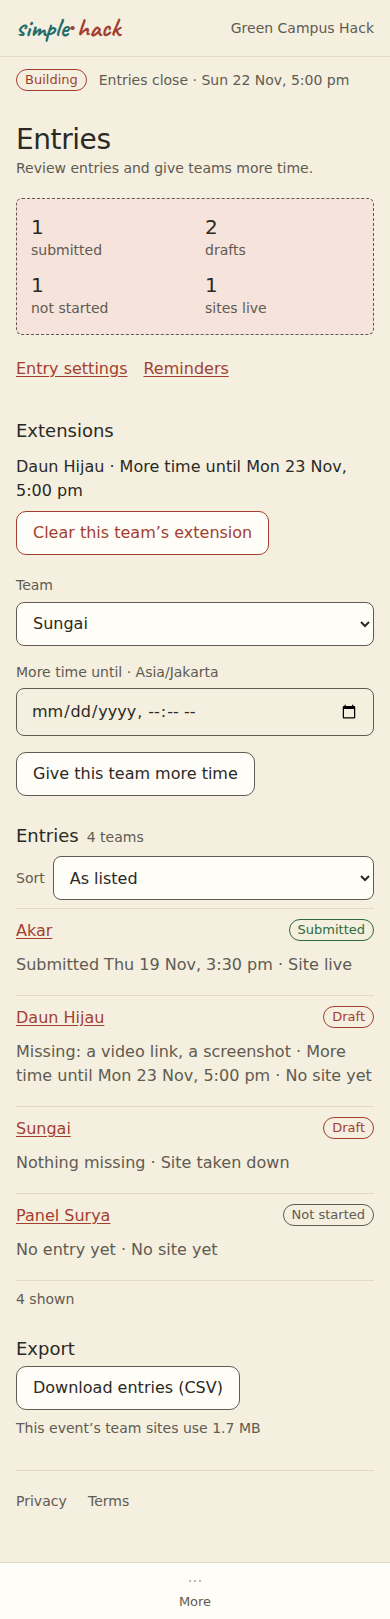 simple·hack
Green Campus Hack
Building
Entries close · Sun 22 Nov, 5:00 pm
Entries
Review entries and give teams more time.
1
submitted
2
drafts
1
not started
1
sites live
Entry settings
Reminders
Extensions
Daun Hijau · More time until Mon 23 Nov,
5:00 pm
Clear this team’s extension
Team
Sungai
More time until · Asia/Jakarta
mm/dd/yyyy, --:-- --
Give this team more time
Entries 4 teams
Sort
As listed
Akar
Submitted
Submitted Thu 19 Nov, 3:30 pm · Site live
Daun Hijau
Draft
Missing: a video link, a screenshot · More
time until Mon 23 Nov, 5:00 pm · No site yet
Sungai
Draft
Nothing missing · Site taken down
Panel Surya
Not started
No entry yet · No site yet
4 shown
Export
Download entries (CSV)
This event’s team sites use 1.7 MB
Privacy
Terms
...
More